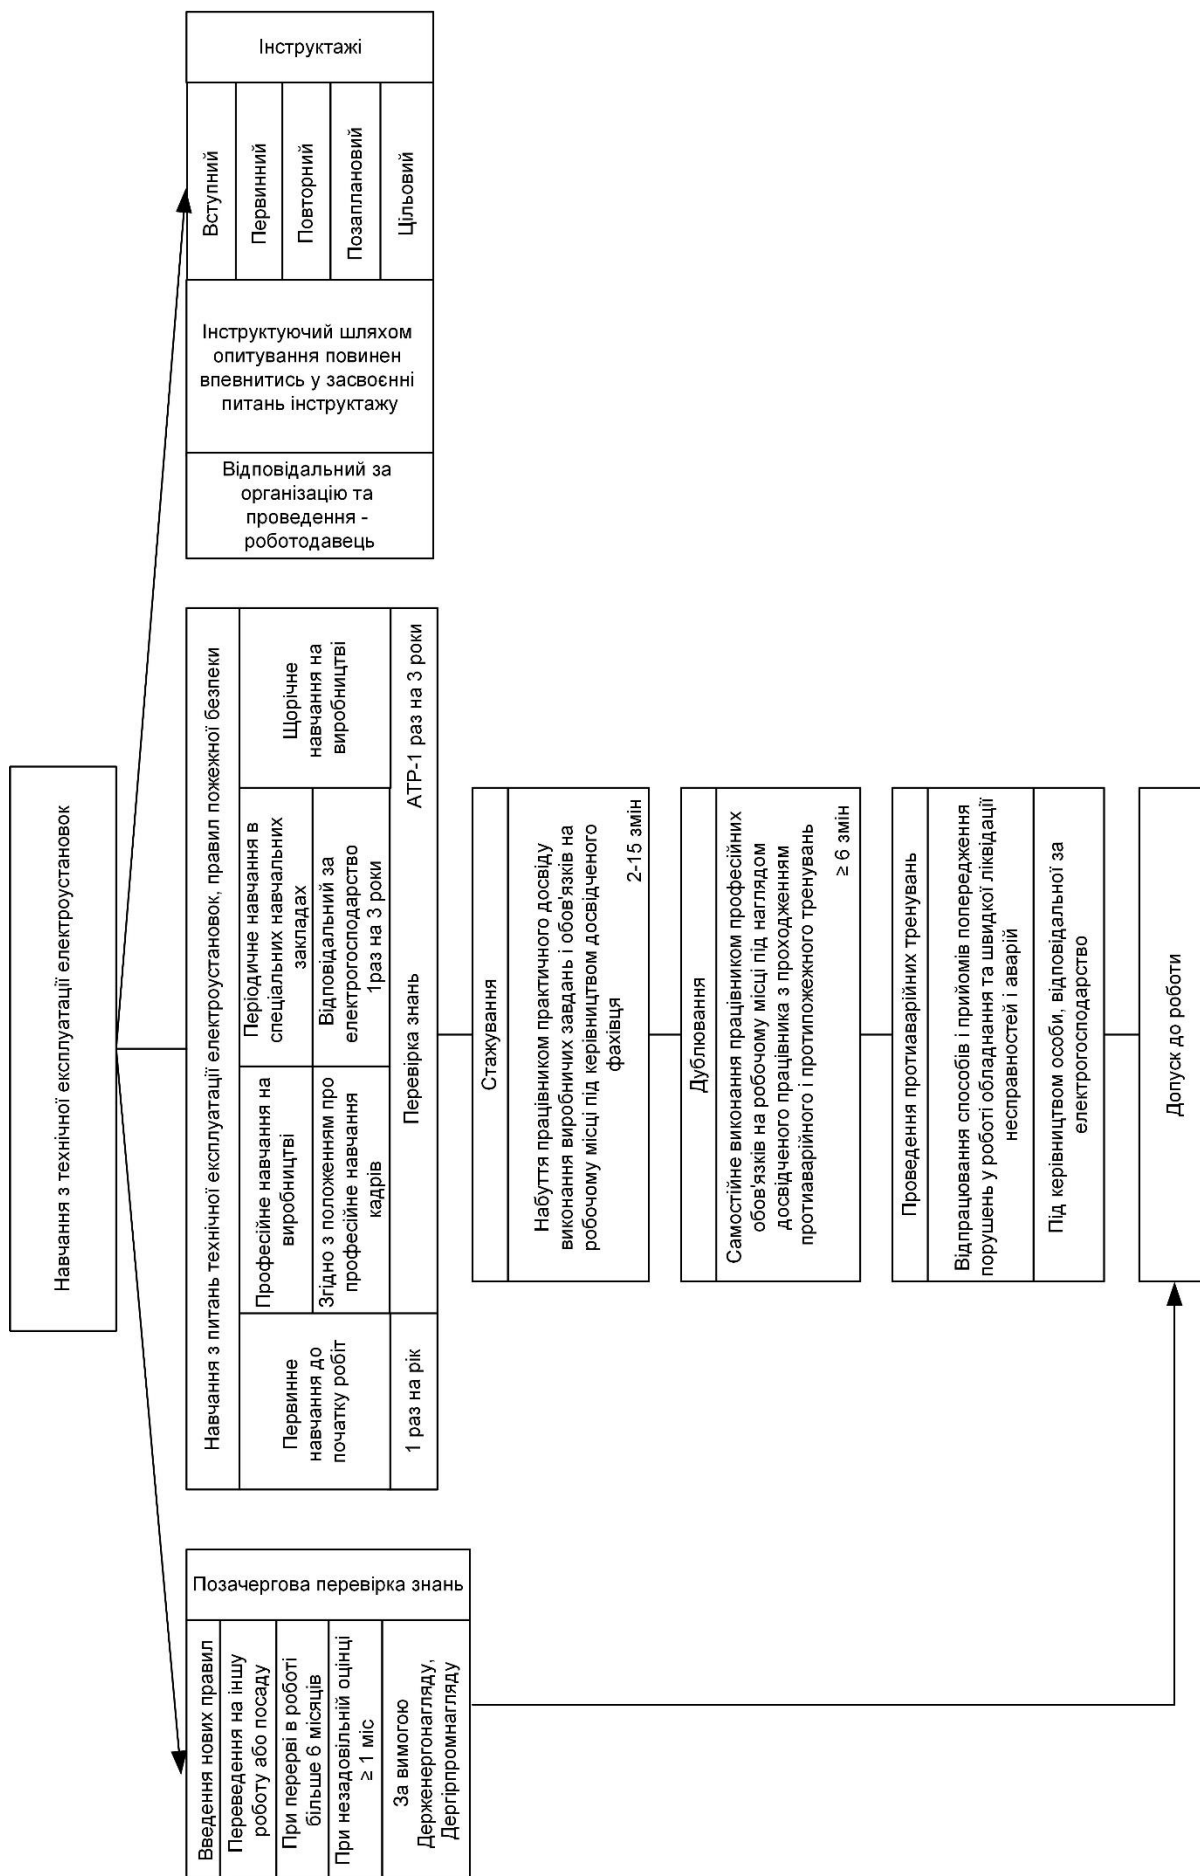 Навчання з технічної експлуатації електроустановок
Позачергова перевірка знань
Введення нових правил
Переведення на іншу
роботу або посаду
При перерві в роботі
більше 6 місяців
При незадовільній оцінці
≥ 1 міс
За вимогою
Держенергонагляду,
Дергірпромнагляду
Навчання з питань технічної експлуатації електроустановок, правил пожежної безпеки
Первинне
навчання до
початку робіт
Професійне навчання на
виробництві
Згідно з положенням про
професійне навчання
кадрів
Періодичне навчання в
спеціальних навчальних
закладах
Відповідальний за
електрогосподарство
1раз на 3 роки
Щорічне
навчання на
виробництві
1 раз на рік
Перевірка знань
АТР-1 раз на 3 роки
Стажування
Набуття працівником практичного досвіду
виконання виробничих завдань і обов'язків на
робочому місці під керівництвом досвідченого
фахівця
2-15 змін
Дублювання
Самостійне виконання працівником професійних
обов'язків на робочому місці під наглядом
досвідченого працівника з проходженням
протиаварійного і протипожежного тренувань
≥ 6 змін
Проведення протиаварійних тренувань
Відпрацювання способів і прийомів попередження
порушень у роботі обладнання та швидкої ліквідації
несправностей і аварій
Під керівництвом особи, відповідальної за
електрогосподарство
Допуск до роботи
Інструктажі
Вступний
Первинний
Повторний
Позаплановий
Цільовий
Інструктуючий шляхом
опитування повинен
впевнитись у засвоєнні
питань інструктажу
Відповідальний за
організацію та
проведення -
роботодавець